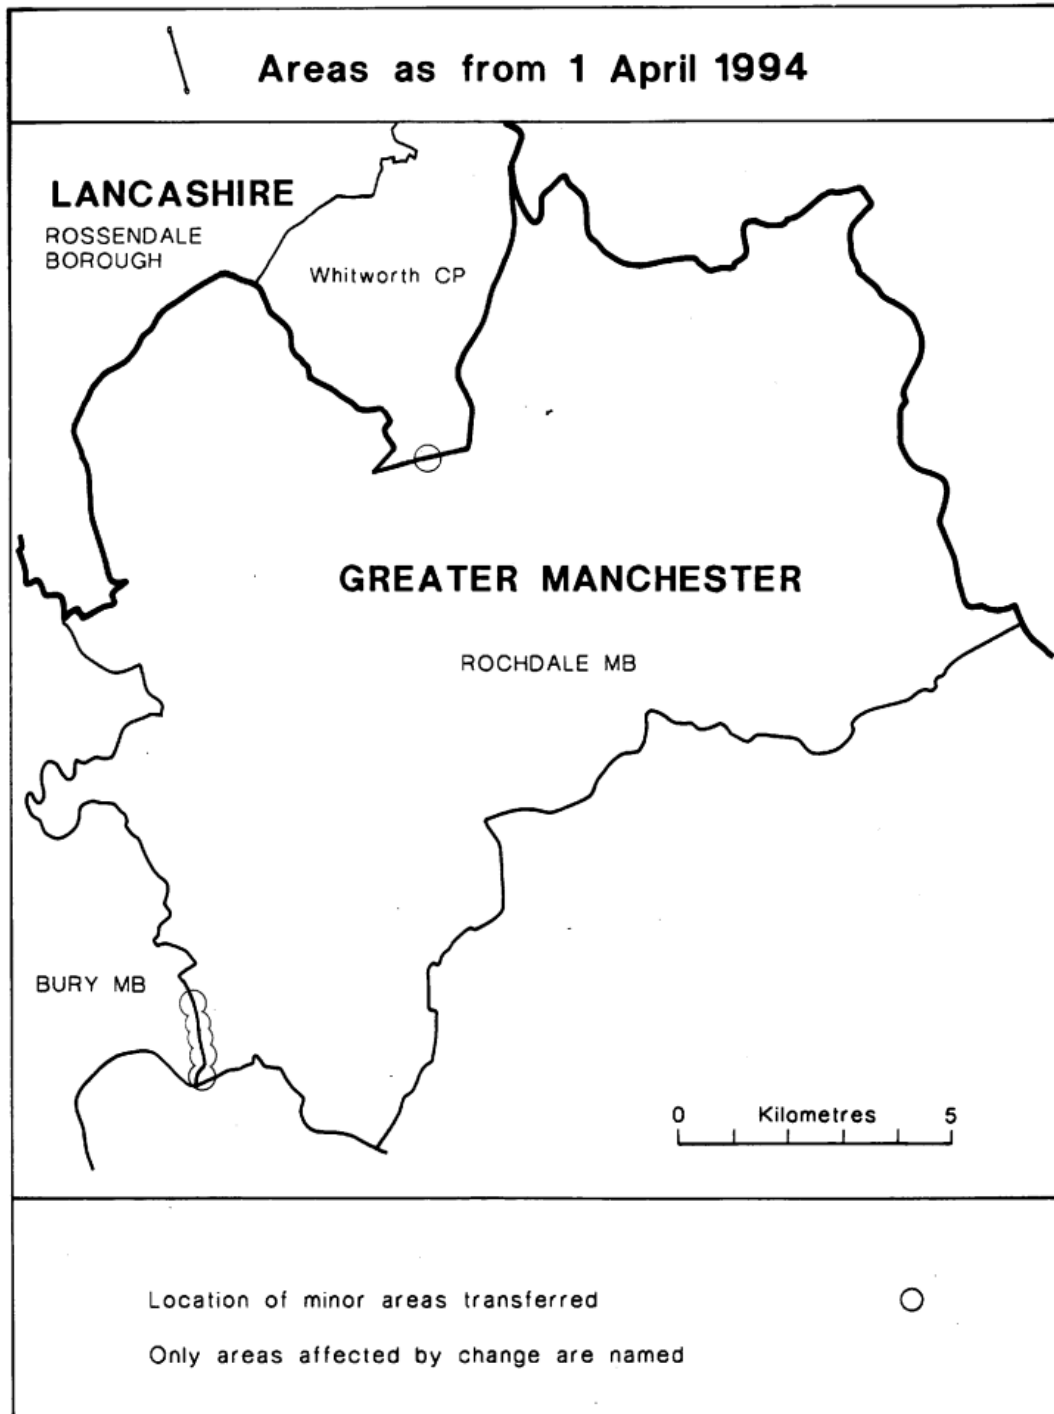 Areas as from 1 April 1994
LANCASHIRE
ROSSENDALE
BOROUGH
Whitworth CP
GREATER MANCHESTER
ROCHDALE MB
BURY MB
0 Kilometres 5
Location of minor areas transferred
Only areas affected by change are named